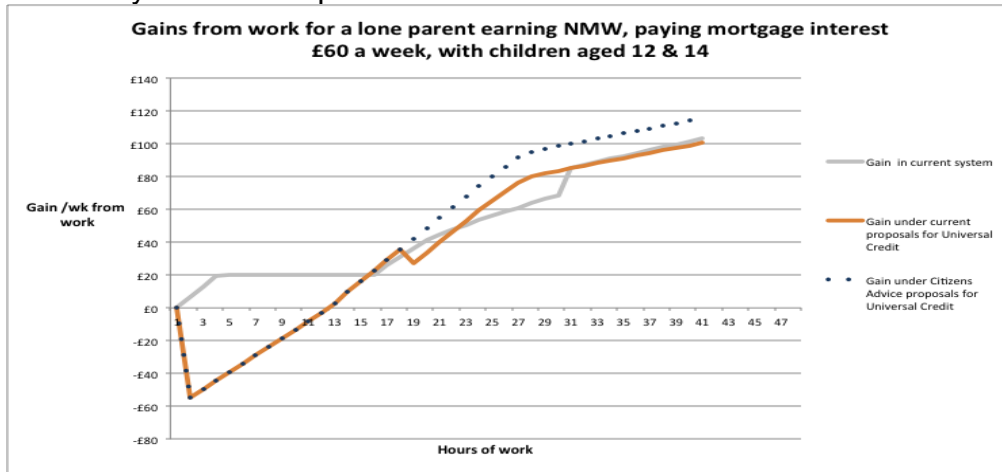 Gains from work for a lone parent earning NMW, paying mortgage interest
£60 a week, with children aged 12 & 14
£140
£120
£100
£80
£60
£40
£20
£0
-£20
-£40
-£60
-£80
Gain /wk from
work
1 3 5 7 9 11 13 15 17 19 21 23 25 27 29 31 33 35 37 39 41 43 45 47
Hours of work
Gain in current system
Gain under current
proposals for Universal
Credit
Gain under Citizens
Advice proposals for
Universal Credit